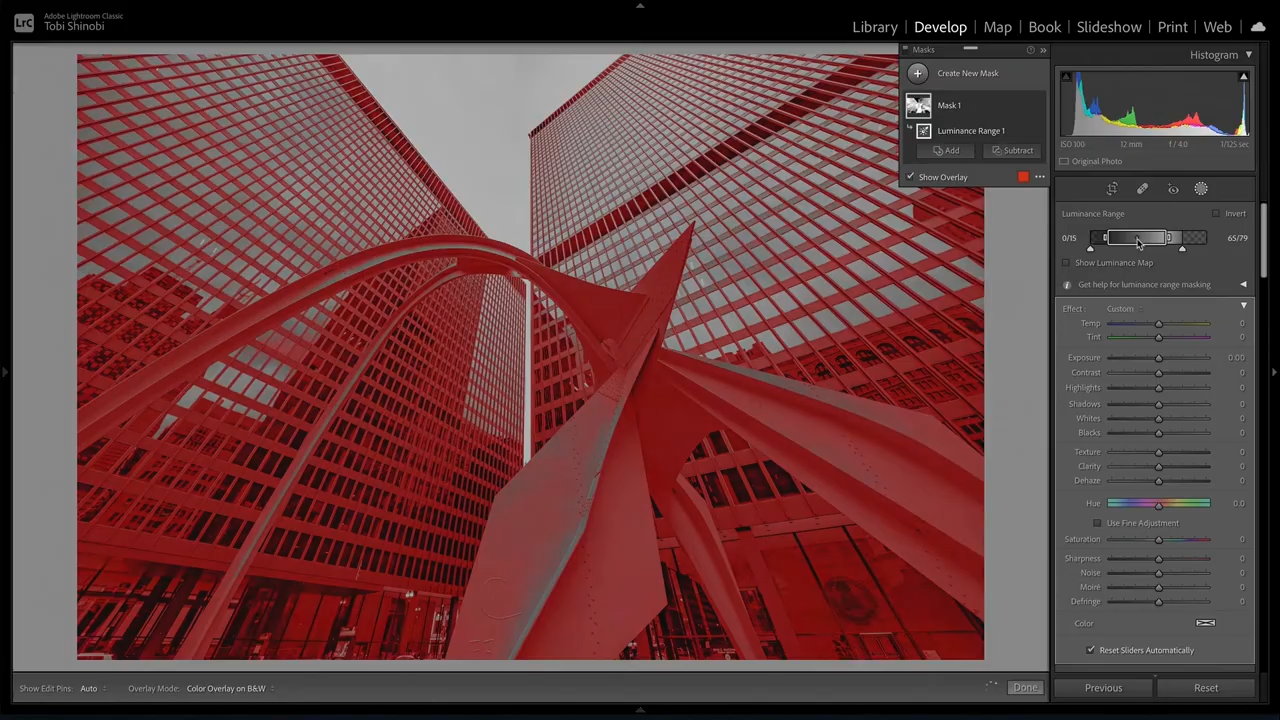 LrC
Adobe Lightroom Classic
Tobi Shinobi
Library | Develop | Map | Book | Slideshow | Print | Web
Masks
Create New Mask
Mask 1
Luminance Range 1
Add Subtract
Show Overlay
Histogram
ISO 100 12 mm f / 4.0 1/125 sec
Original Photo
Luminance Range Invert
0/15 65/79
Show Luminance Map
Get help for luminance range masking
Effect : Custom
Temp 0
Tint 0
Exposure 0.00
Contrast 0
Highlights 0
Shadows 0
Whites 0
Blacks 0
Texture 0
Clarity 0
Dehaze 0
Hue 0.0
Use Fine Adjustment
Saturation 0
Sharpness 0
Noise 0
Moiré 0
Defringe 0
Color
Reset Sliders Automatically
Show Edit Pins: Auto Overlay Mode: Color Overlay on B&W Done
Previous Reset